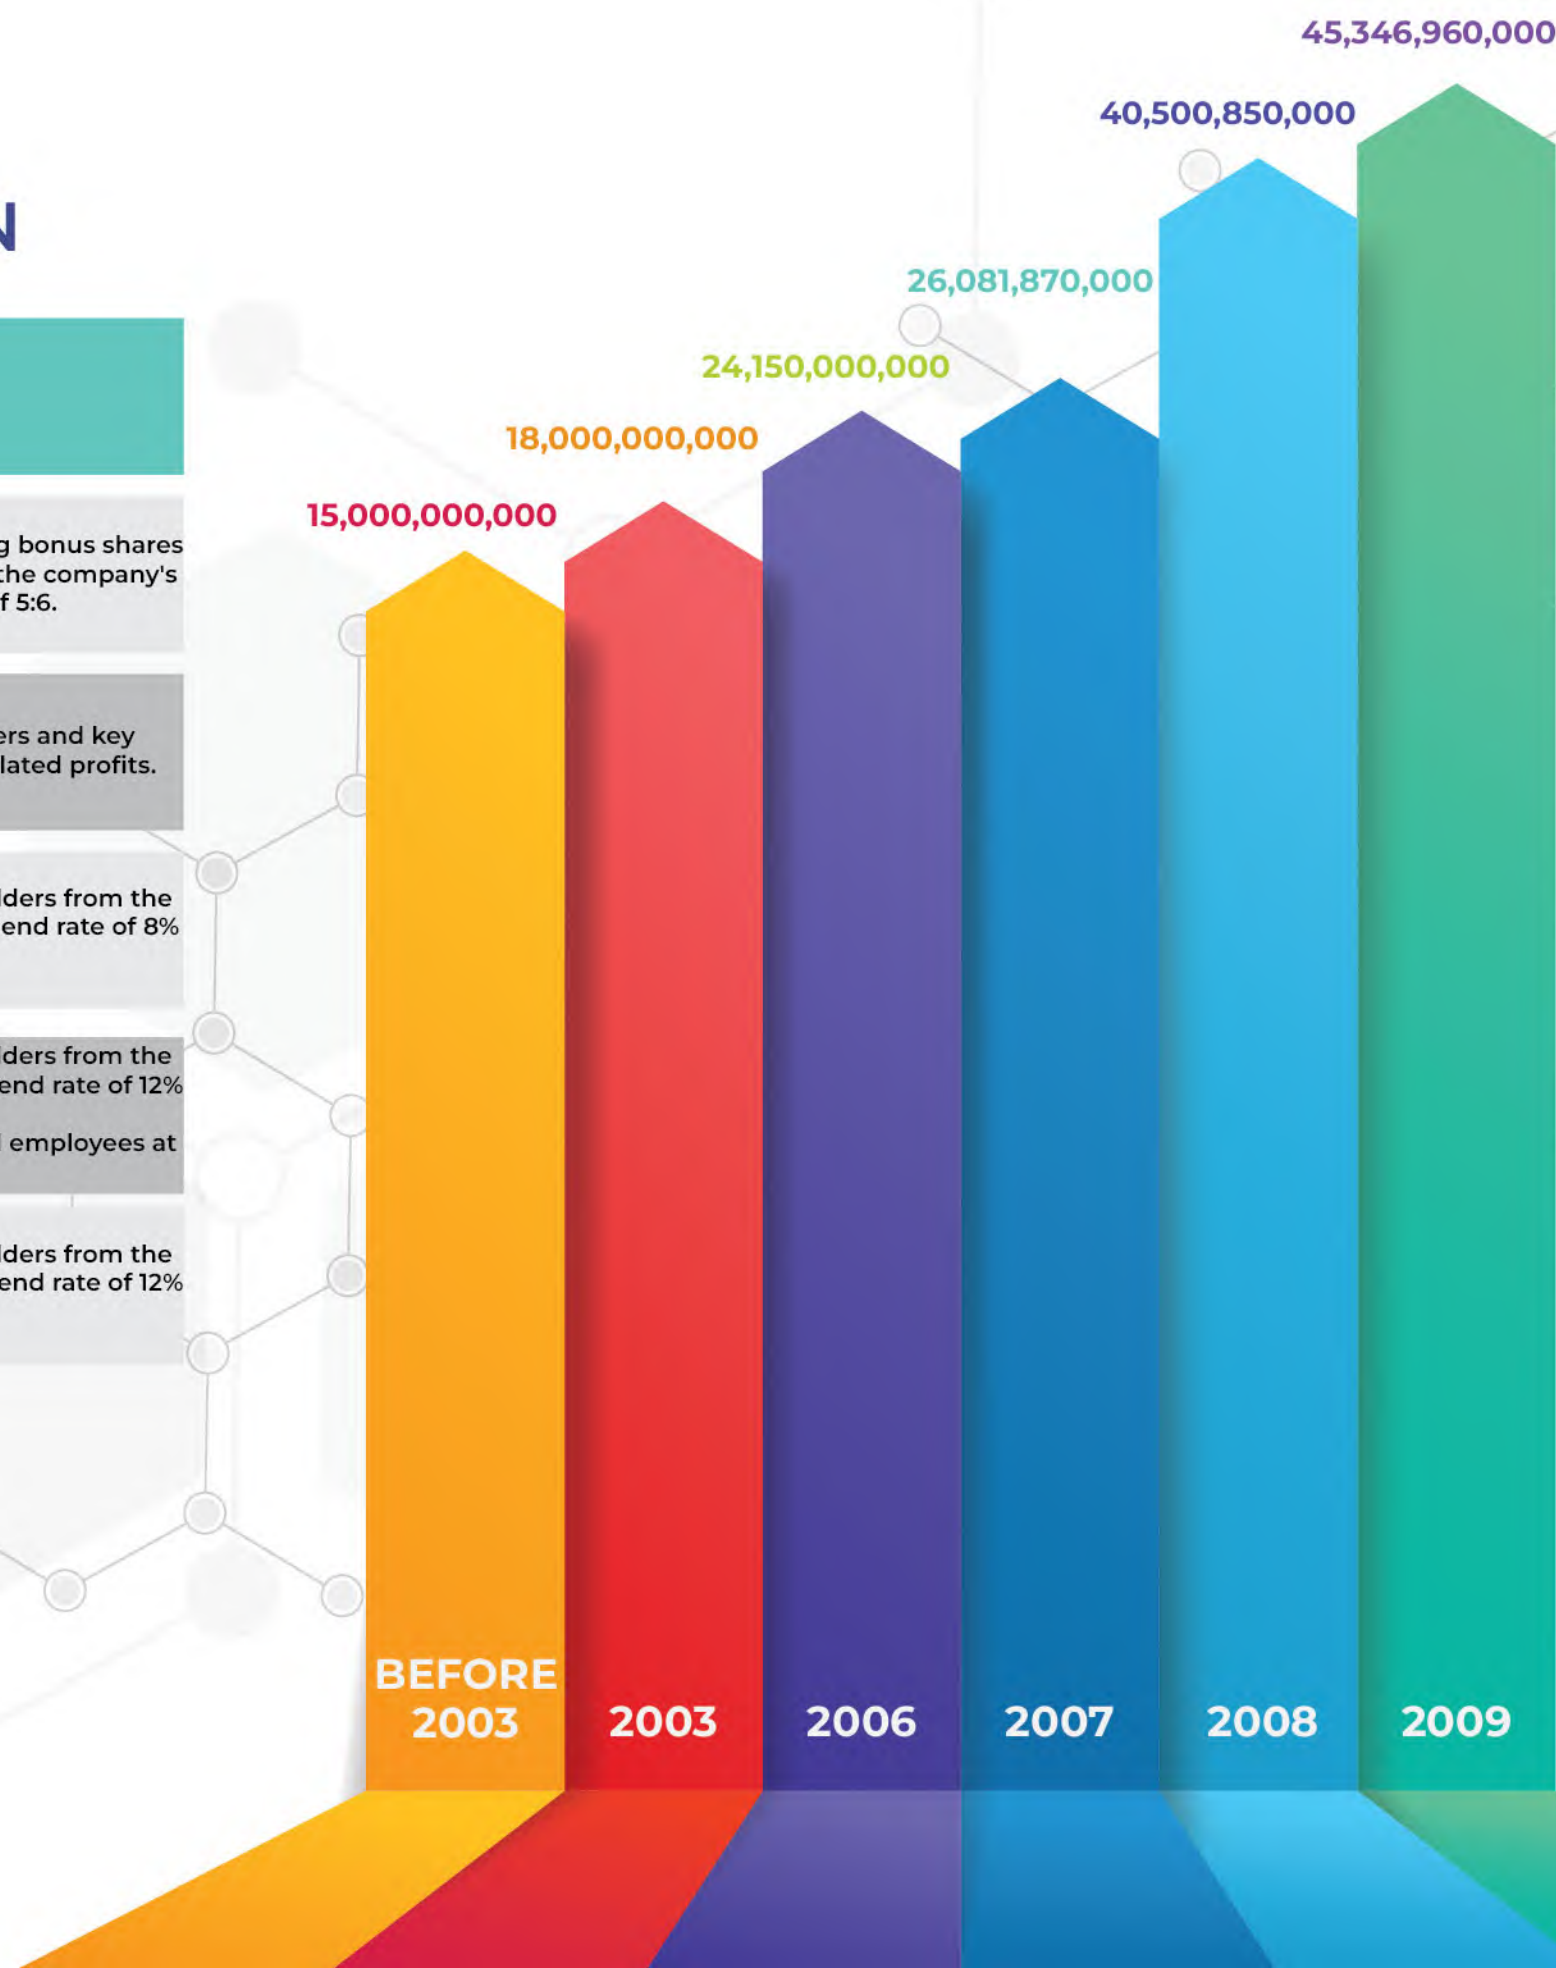 N
g bonus shares
the company's
f 5:6.
ers and key
lated profits.
lders from the
end rate of 8%
lders from the
end rate of 12%
l employees at
lders from the
end rate of 12%
45,346,960,000
40,500,850,000
26,081,870,000
24,150,000,000
18,000,000,000
15,000,000,000
BEFORE
2003
2003
2006
2007
2008
2009